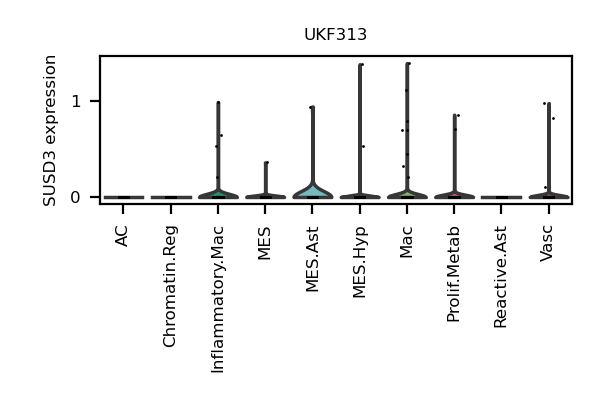 UKF313
SUSD3 expression
1
0
AC
Chromatin.Reg
Inflammatory.Mac
MES
MES.Ast
MES.Hyp
Mac
Prolif.Metab
Reactive.Ast
Vasc